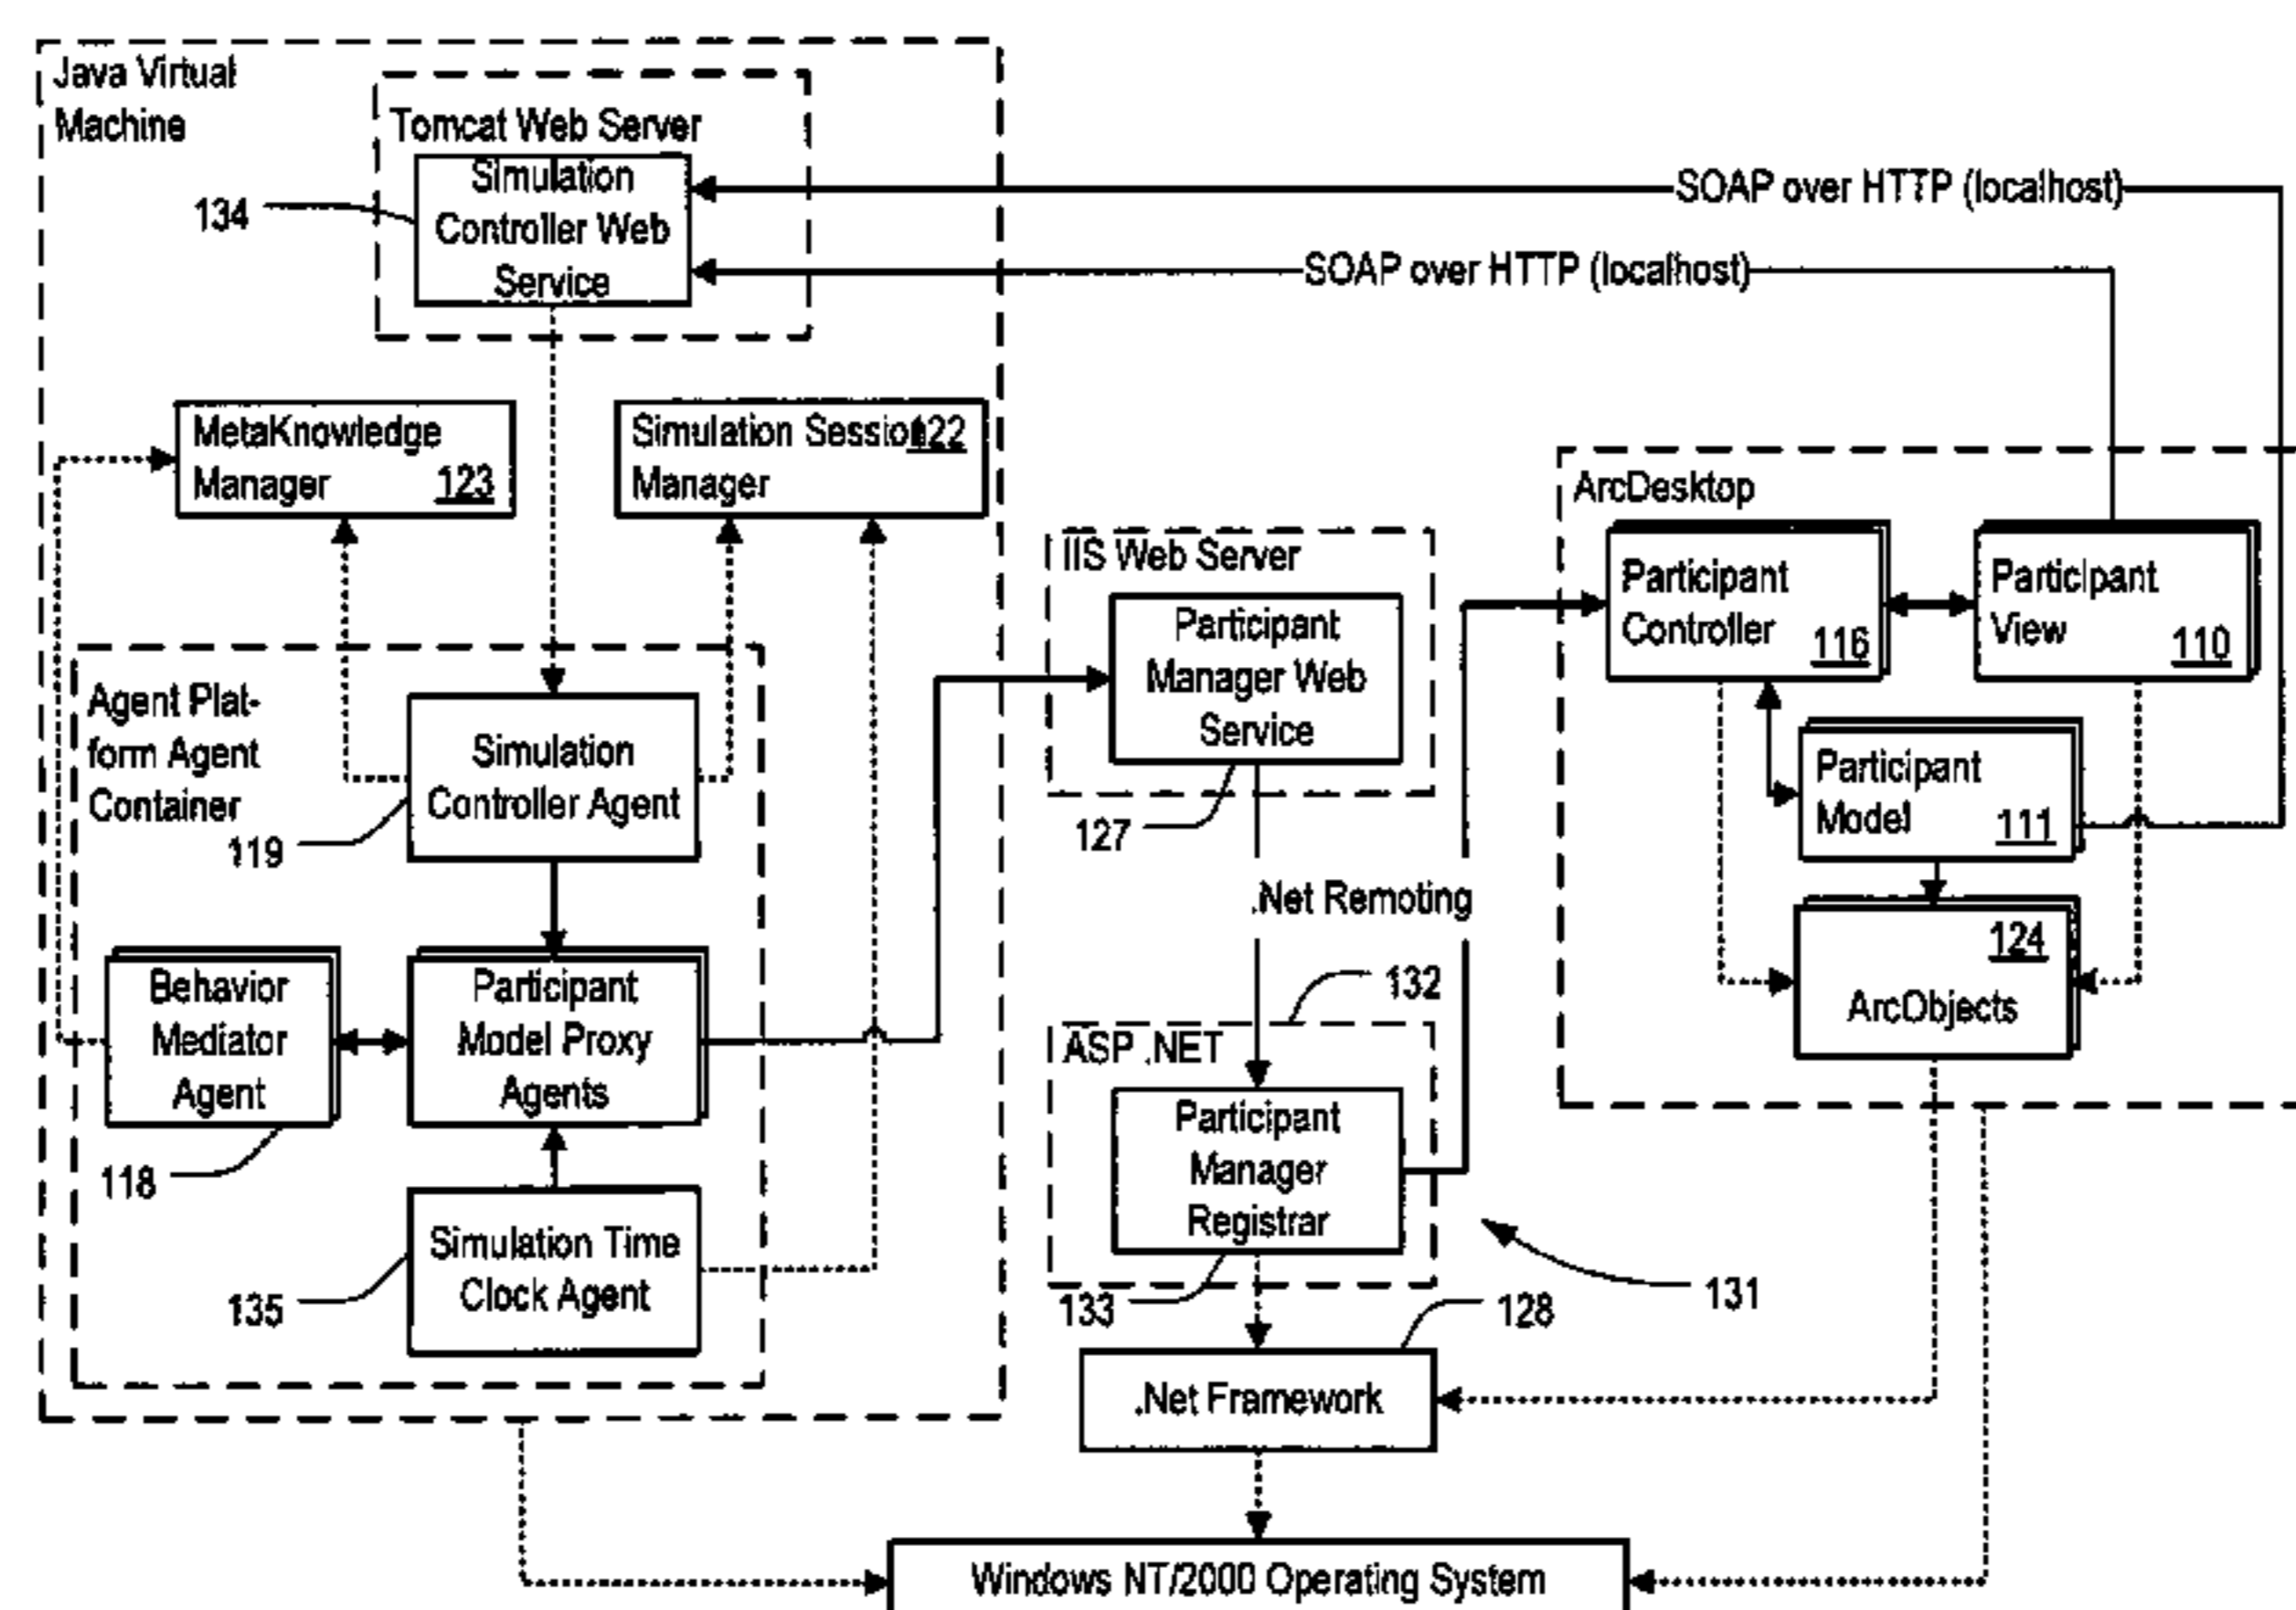 Java Virtual
Machine
Tomcat Web Server
Simulation
Controller Web
Service
134
SOAP over HTTP (localhost)
SOAP over HTTP (localhost)
MetaKnowledge
Manager
123
Simulation Session
122
Manager
Agent Plat-
form Agent
Container
Simulation
Controller Agent
119
Behavior
Mediator
Agent
118
Participant
Model Proxy
Agents
Simulation Time
Clock Agent
135
IIS Web Server
Participant
Manager Web
Service
127
.Net Remoting
132
ASP .NET
Participant
Manager
Registrar
133
131
128
.Net Framework
ArcDesktop
Participant
Controller
116
Participant
View
110
Participant
Model
111
124
ArcObjects
Windows NT/2000 Operating System